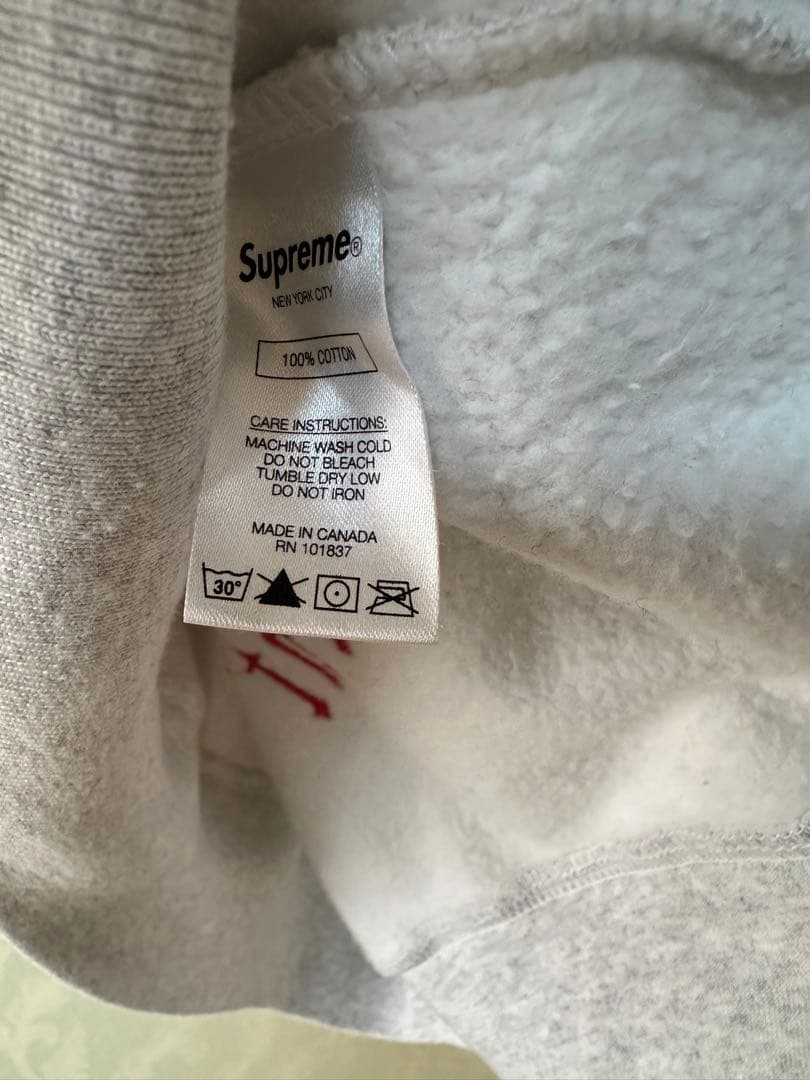 Supreme®
NEW YORK CITY
100% COTTON
CARE INSTRUCTIONS:
MACHINE WASH COLD
DO NOT BLEACH
TUMBLE DRY LOW
DO NOT IRON
MADE IN CANADA
RN 101837
30°